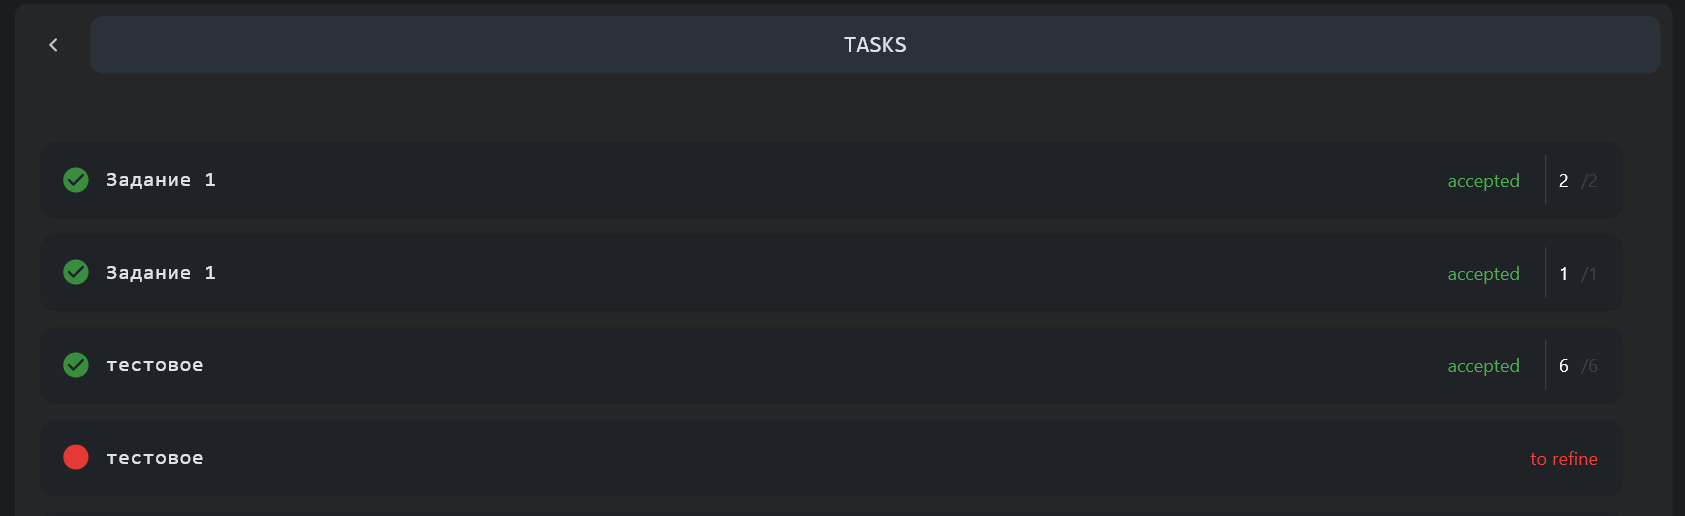 TASKS
Задание 1 accepted 2 /2
Задание 1 accepted 1 /1
тестовое accepted 6 /6
тестовое to refine